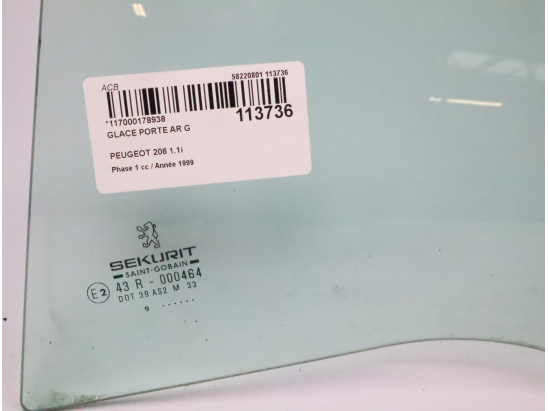 ACB
58220801 113736
*117000178938
113736
GLACE PORTE AR G
PEUGEOT 206 1.1i
Phase 1 cc / Année 1999
SEKURIT
SAINT-GOBAIN
E2 43 R - 000464
DOT 39 AS2 M 33
9 ......